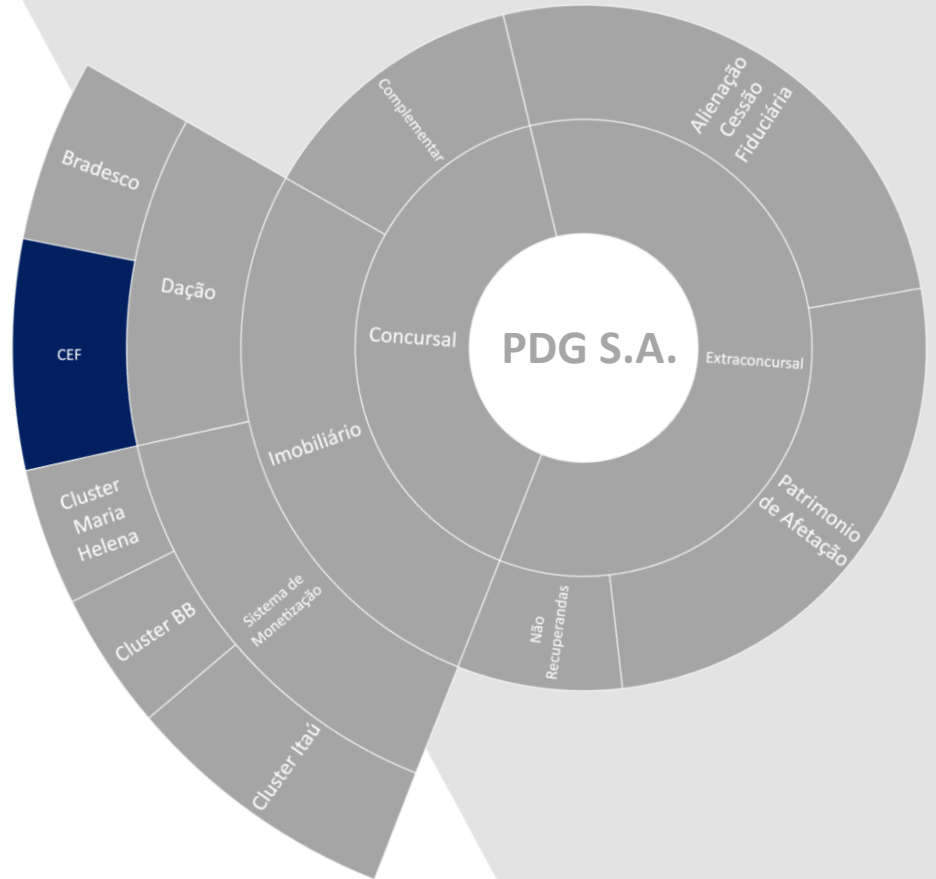 Alienação
Cessão
Fiduciária
Complementar
Bradesco
Dação
CEF
Concursal
PDG S.A.
Extraconcursal
Imobiliário
Cluster
Maria
Helena
Patrimonio
de Afetação
Sistema de
Monetização
Não
Recuperandas
Cluster BB
Cluster Itaú